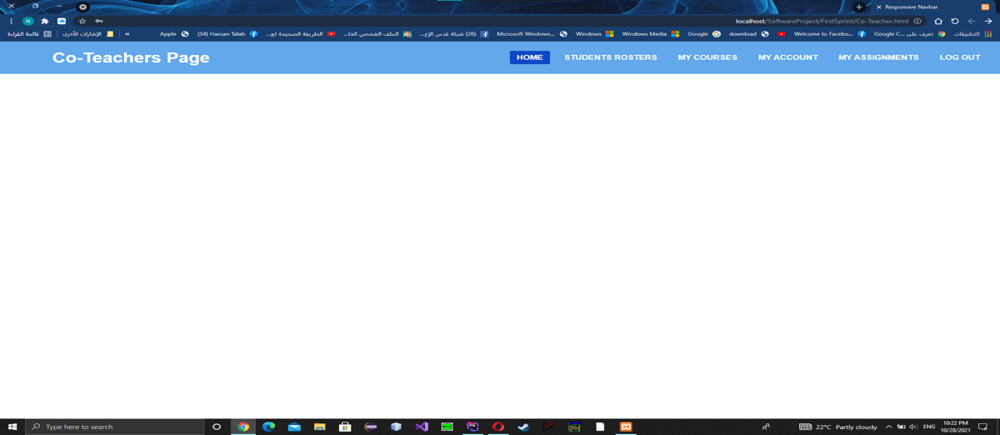 Responsive Navbar
N
localhost/SoftwareProject/FirstSprint/Co-Teacher.html
التطبيقات
تعرف على ...Google C
Welcome to Facebo...
download
Google
Windows Media
Windows
Microsoft Windows...
(26) شبكة قدس الإخ...
الملف الشخصي الخا...
الطريقة الصحيحة لع...
(34) Hassan Talab
Apple
»
الإشارات الأخرى
قائمة القراءة
Co-Teachers Page
HOME
STUDENTS ROSTERS
MY COURSES
MY ACCOUNT
MY ASSIGNMENTS
LOG OUT
Type here to search
22°C Partly cloudy
ENG
10:22 PM
10/28/2021